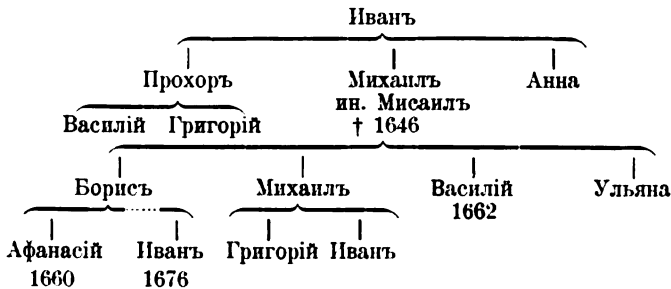 Иванъ
Прохоръ Михаилъ Анна
ин. Мисаилъ
Василій Григорій † 1646
Борисъ Михаилъ Василій Ульяна
1662
Афанасій Иванъ Григорій Иванъ
1660 1676